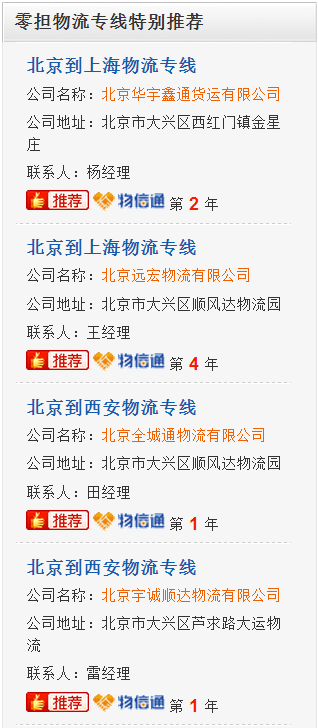 零担物流专线特别推荐
北京到上海物流专线
公司名称：北京华宇鑫通货运有限公司
公司地址：北京市大兴区西红门镇金星
庄
联系人：杨经理
推荐 物信通 第 2 年
北京到上海物流专线
公司名称：北京远宏物流有限公司
公司地址：北京市大兴区顺风达物流园
联系人：王经理
推荐 物信通 第 4 年
北京到西安物流专线
公司名称：北京全城通物流有限公司
公司地址：北京市大兴区顺风达物流园
联系人：田经理
推荐 物信通 第 1 年
北京到西安物流专线
公司名称：北京宇诚顺达物流有限公司
公司地址：北京市大兴区芦求路大运物
流
联系人：雷经理
推荐 物信通 第 1 年